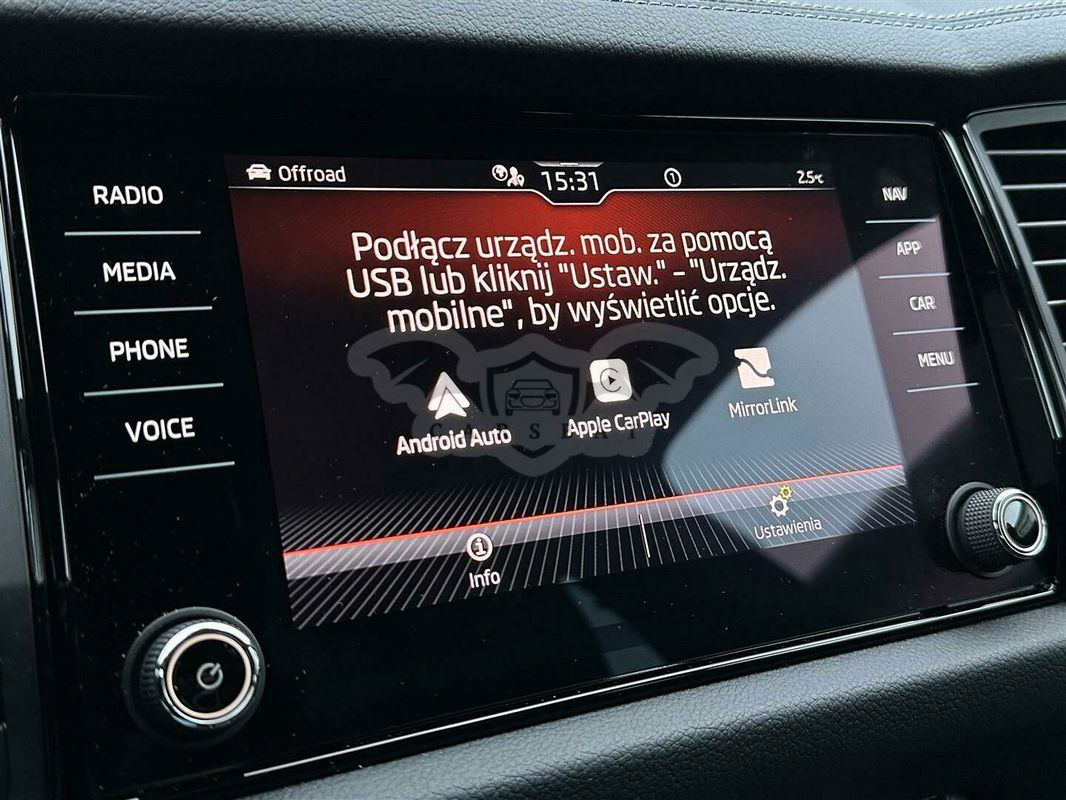 Offroad
15:31
1
2.5°C
RADIO
MEDIA
PHONE
VOICE
NAV
APP
CAR
MENU
Podłącz urządz. mob. za pomocą
USB lub kliknij "Ustaw." - "Urządz.
mobilne", by wyświetlić opcje.
Android Auto
Apple CarPlay
MirrorLink
Info
Ustawienia